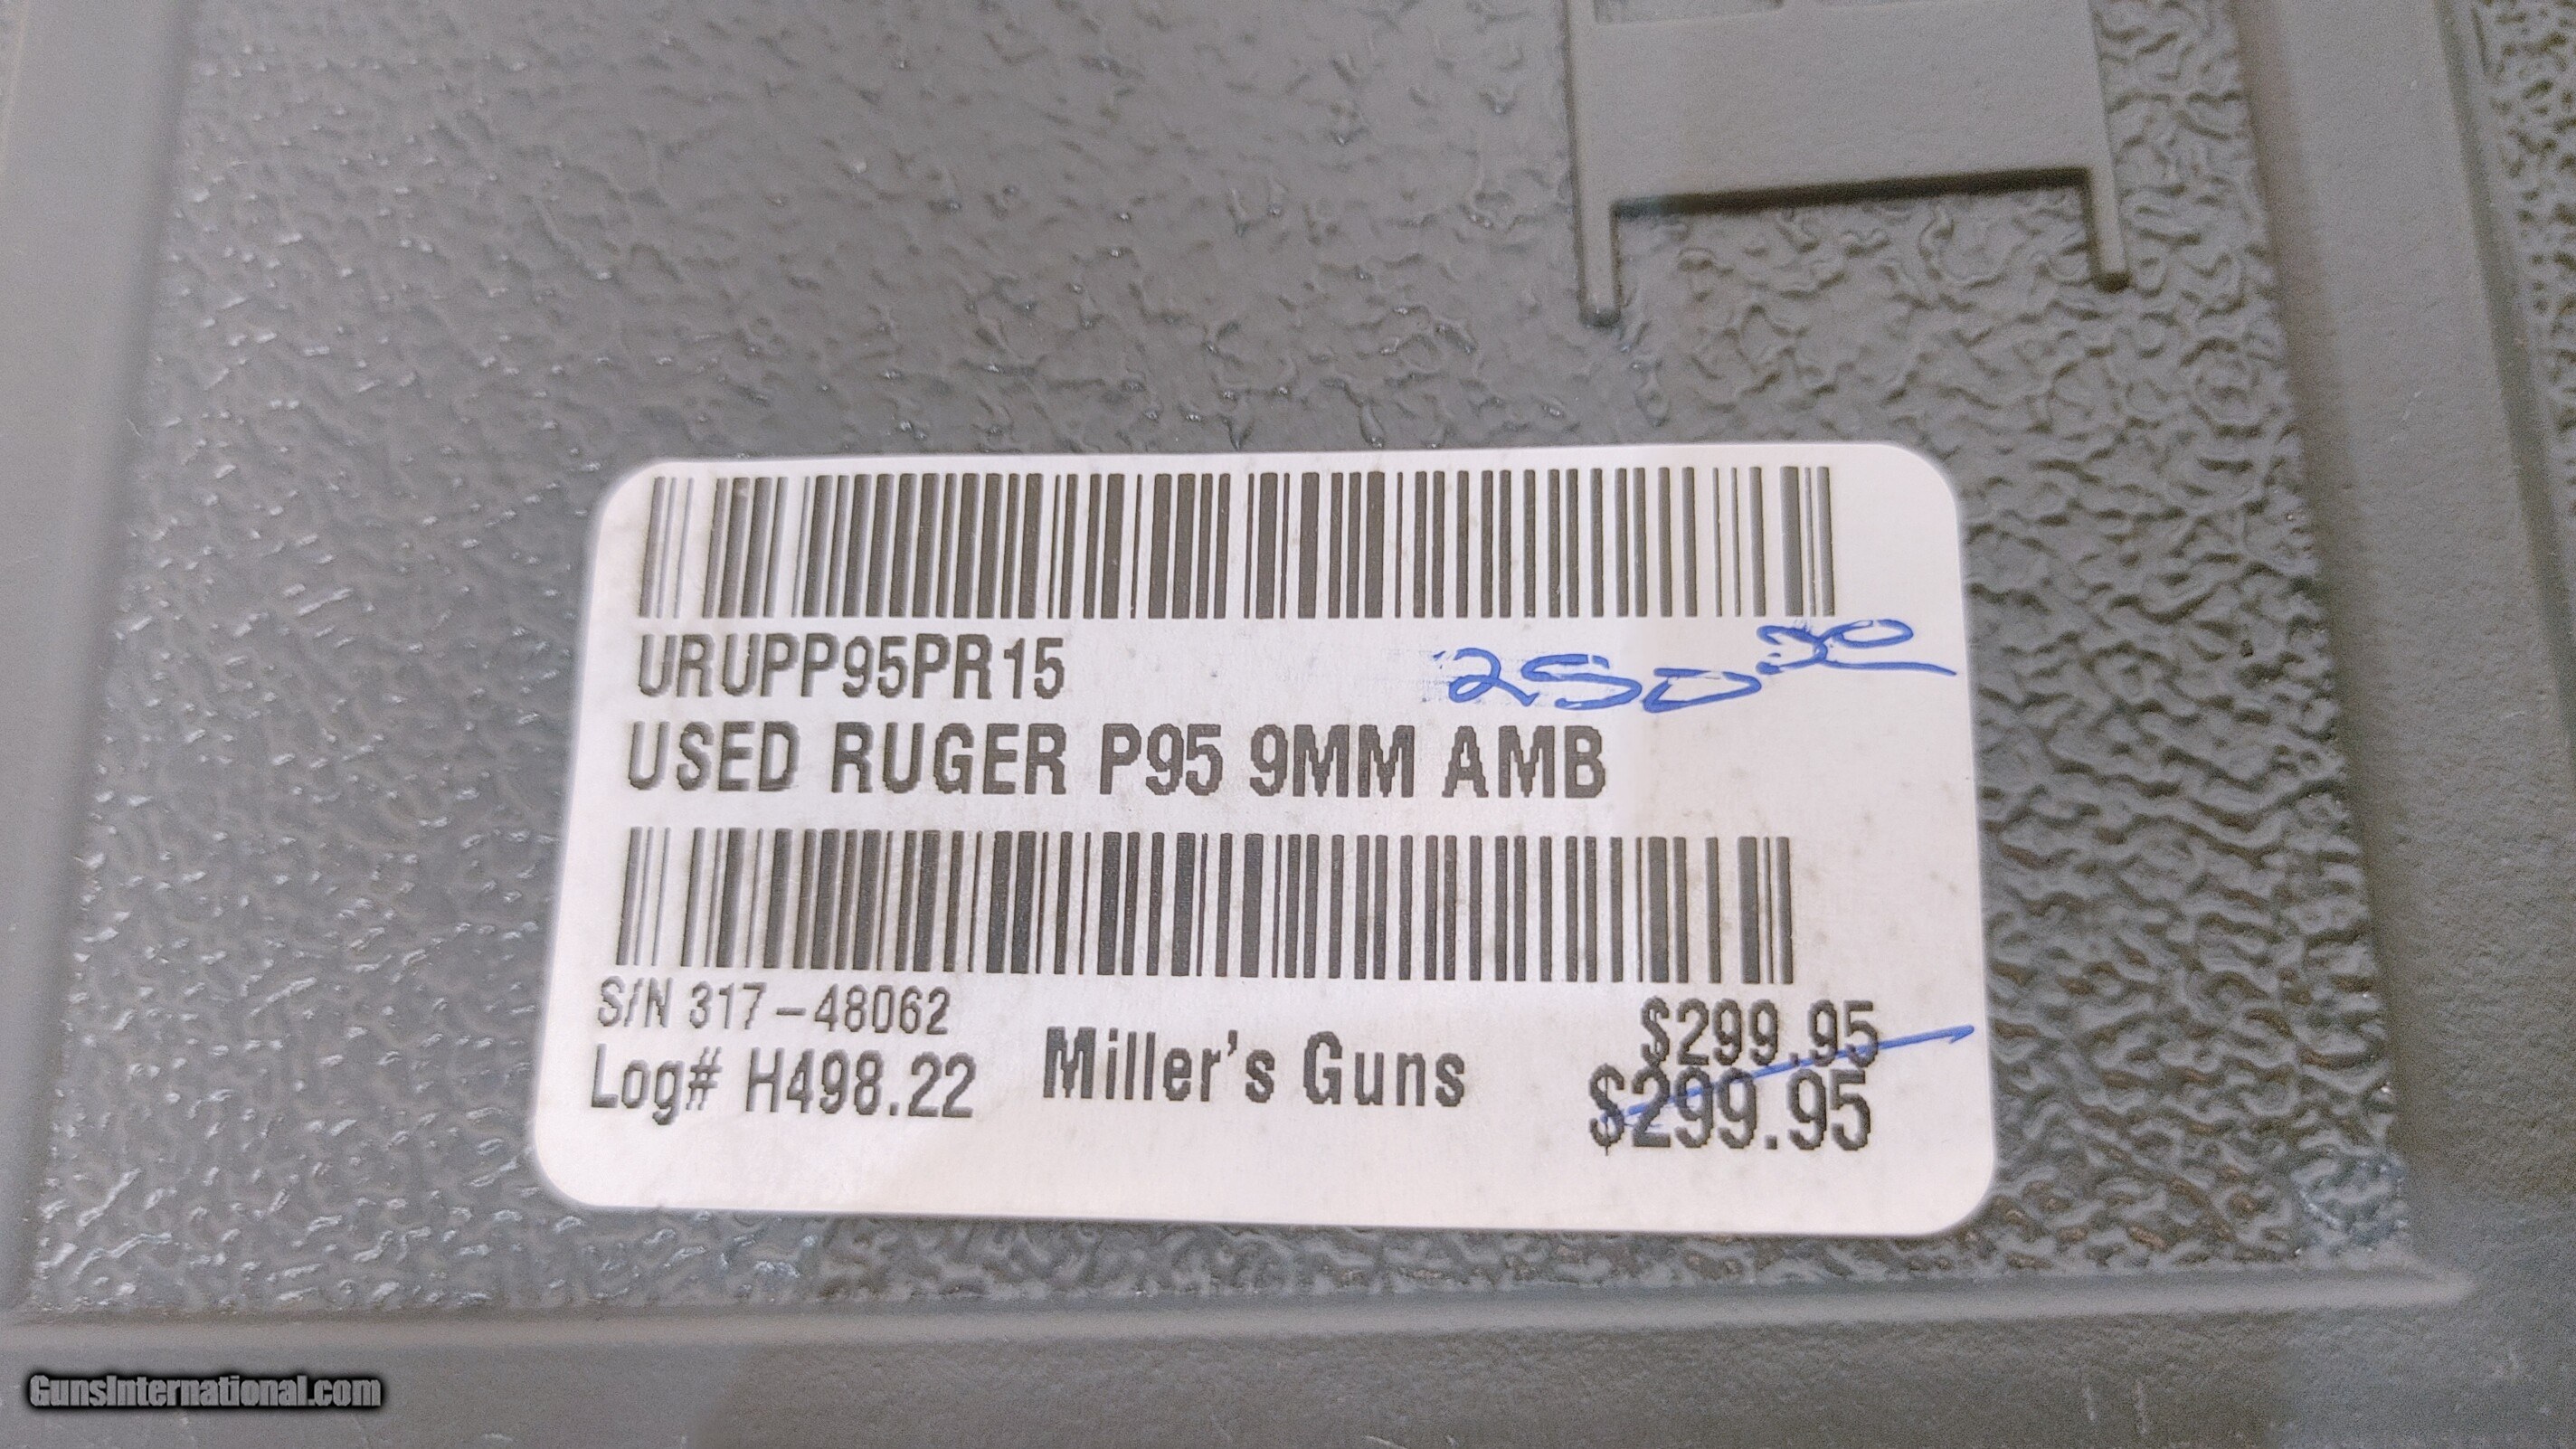 URUPP95PR15
250.00
USED RUGER P95 9MM AMB
S/N 317-48062
$299.95
Log# H498.22
Miller's Guns
$299.95
GunsInternational.com